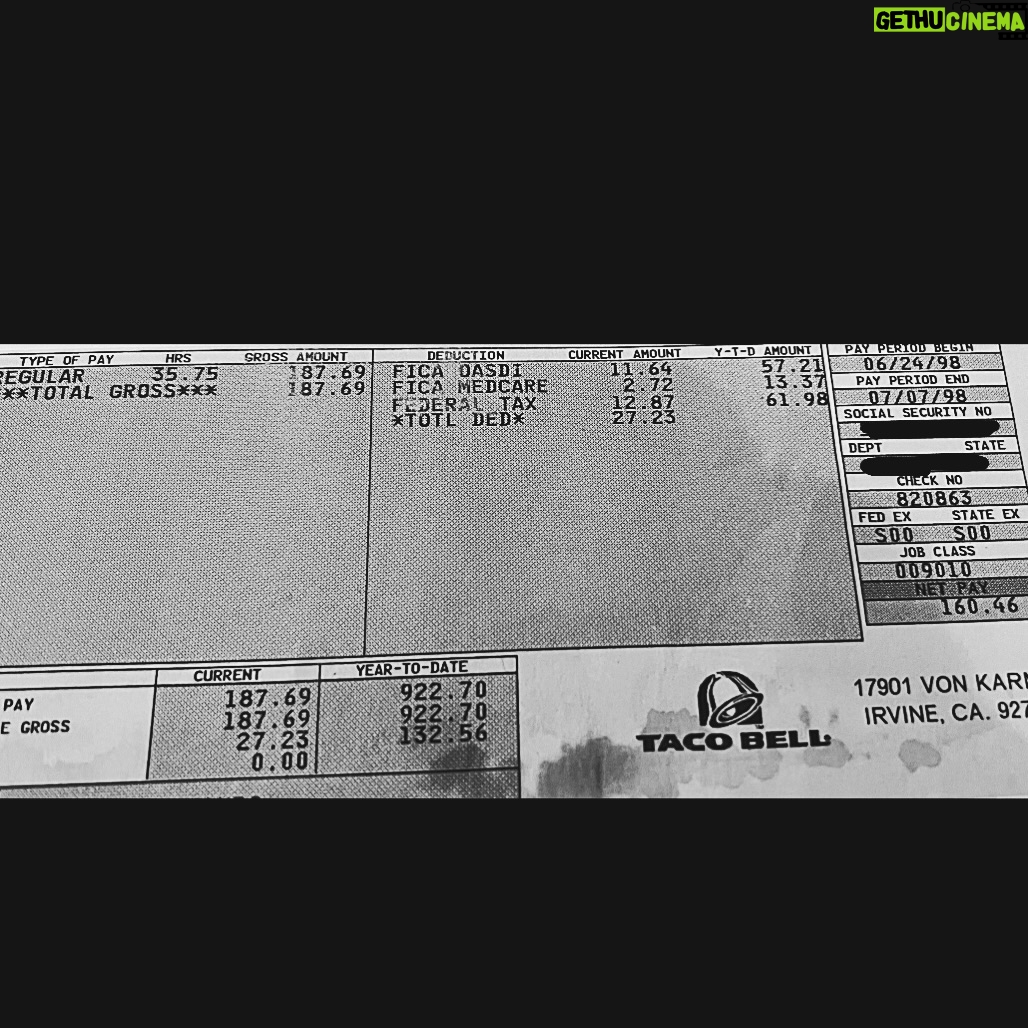 GETHUCINEMA
TYPE OF PAY HRS GROSS AMOUNT DEDUCTION CURRENT AMOUNT Y-T-D AMOUNT PAY PERIOD BEGIN
REGULAR 35.75 187.69 FICA OASDI 11.64 57.21 06/24/98
***TOTAL GROSS*** 187.69 FICA MEDCARE 2.72 13.37 PAY PERIOD END
FEDERAL TAX 12.87 61.98 07/07/98
*TOTL DED* 27.23 SOCIAL SECURITY NO
DEPT STATE
CHECK NO
820863
FED EX STATE EX
S00 S00
JOB CLASS
009010
NET PAY
160.46
CURRENT YEAR-TO-DATE
PAY 187.69 922.70
E GROSS 187.69 922.70
27.23 132.56
0.00
TACO BELL
17901 VON KARM
IRVINE, CA. 927